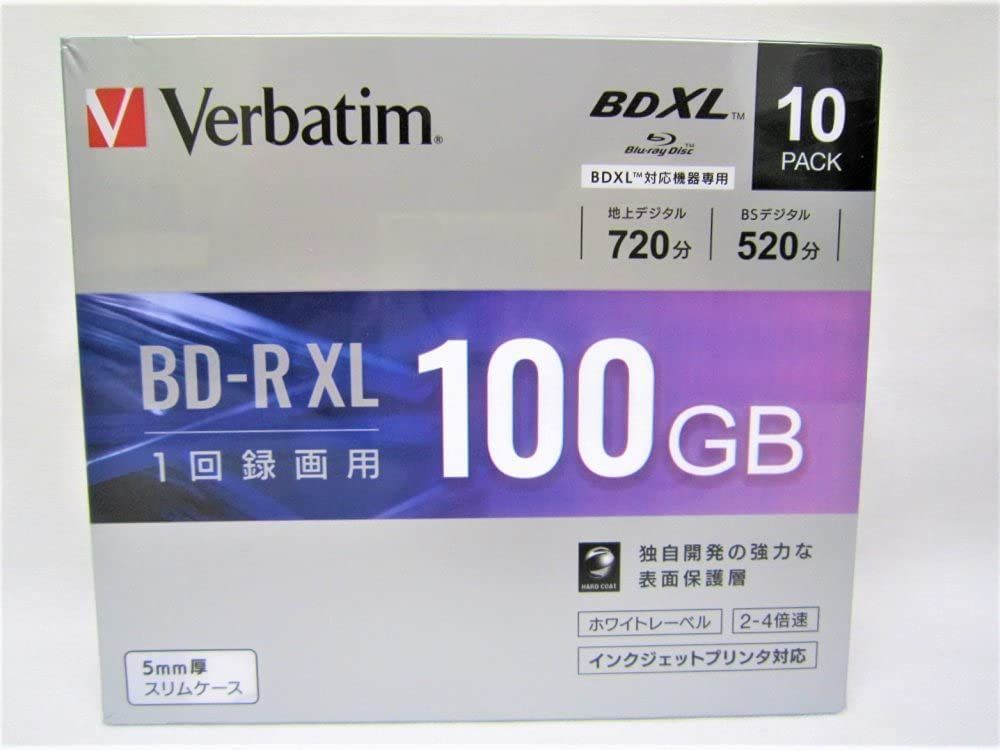 Verbatim®
BDXL™
Blu-ray Disc™
BDXL™対応機器専用
10
PACK
地上デジタル
720分
BSデジタル
520分
BD-R XL
1回録画用
100GB
HARD COAT
独自開発の強力な
表面保護層
ホワイトレーベル
2-4倍速
インクジェットプリンタ対応
5mm厚
スリムケース